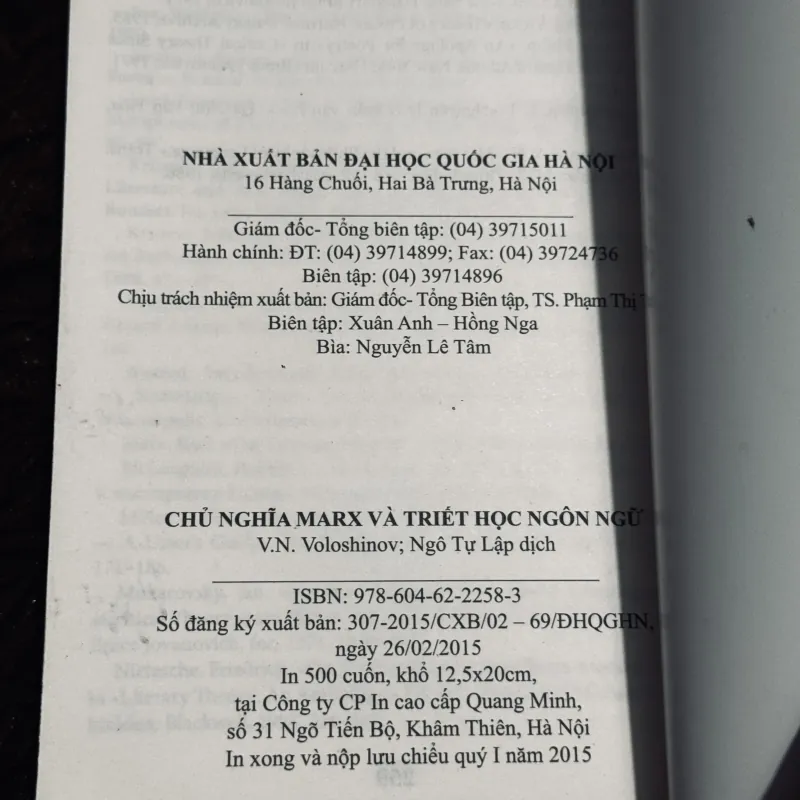 NHÀ XUẤT BẢN ĐẠI HỌC QUỐC GIA HÀ NỘI
16 Hàng Chuối, Hai Bà Trưng, Hà Nội
Giám đốc- Tổng biên tập: (04) 39715011
Hành chính: ĐT: (04) 39714899; Fax: (04) 39724736
Biên tập: (04) 39714896
Chịu trách nhiệm xuất bản: Giám đốc- Tổng Biên tập, TS. Phạm Thị
Biên tập: Xuân Anh – Hồng Nga
Bìa: Nguyễn Lê Tâm
CHỦ NGHĨA MARX VÀ TRIẾT HỌC NGÔN NGỮ
V.N. Voloshinov; Ngô Tự Lập dịch
ISBN: 978-604-62-2258-3
Số đăng ký xuất bản: 307-2015/CXB/02 – 69/ĐHQGHN,
ngày 26/02/2015
In 500 cuốn, khổ 12,5x20cm,
tại Công ty CP In cao cấp Quang Minh,
số 31 Ngõ Tiến Bộ, Khâm Thiên, Hà Nội
In xong và nộp lưu chiểu quý I năm 2015